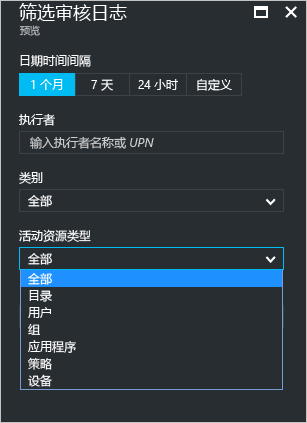 筛选审核日志
预览
日期时间间隔
1 个月 7 天 24 小时 自定义
执行者
输入执行者名称或 UPN
类别
全部
活动资源类型
全部
全部
目录
用户
组
应用程序
策略
设备